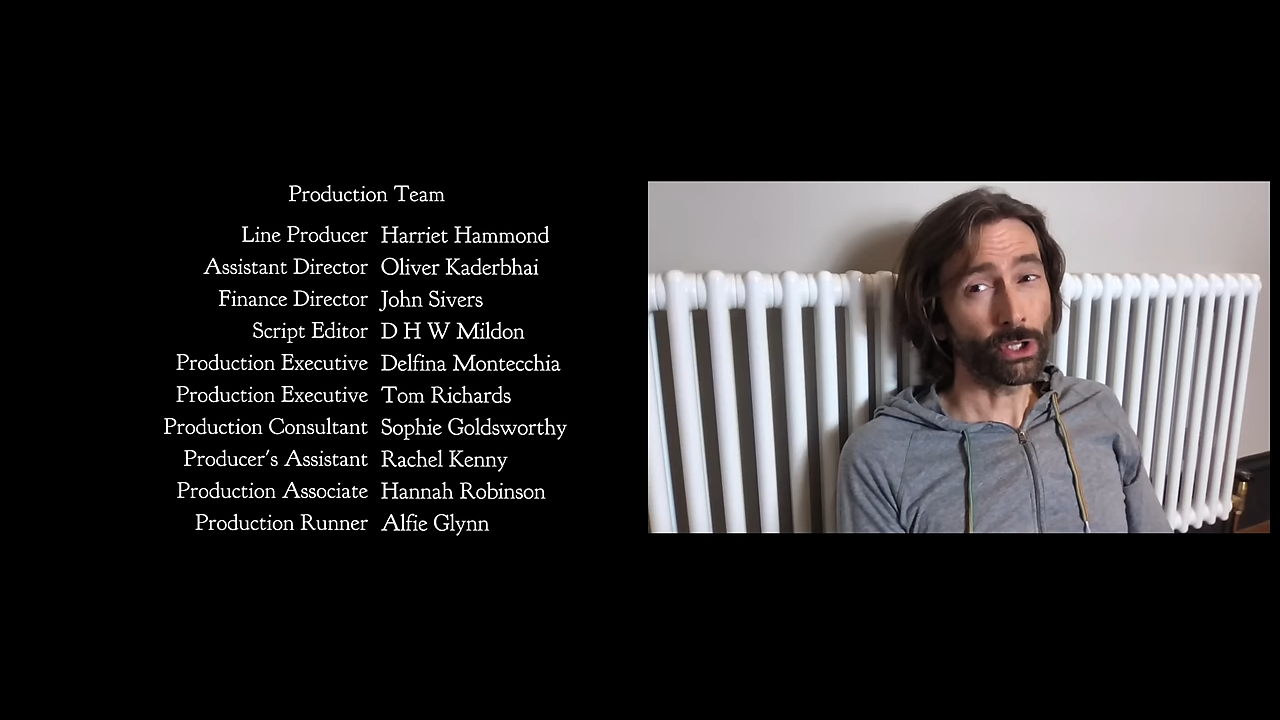 Production Team
Line Producer Harriet Hammond
Assistant Director Oliver Kaderbhai
Finance Director John Sivers
Script Editor D H W Mildon
Production Executive Delfina Montecchia
Production Executive Tom Richards
Production Consultant Sophie Goldsworthy
Producer's Assistant Rachel Kenny
Production Associate Hannah Robinson
Production Runner Alfie Glynn